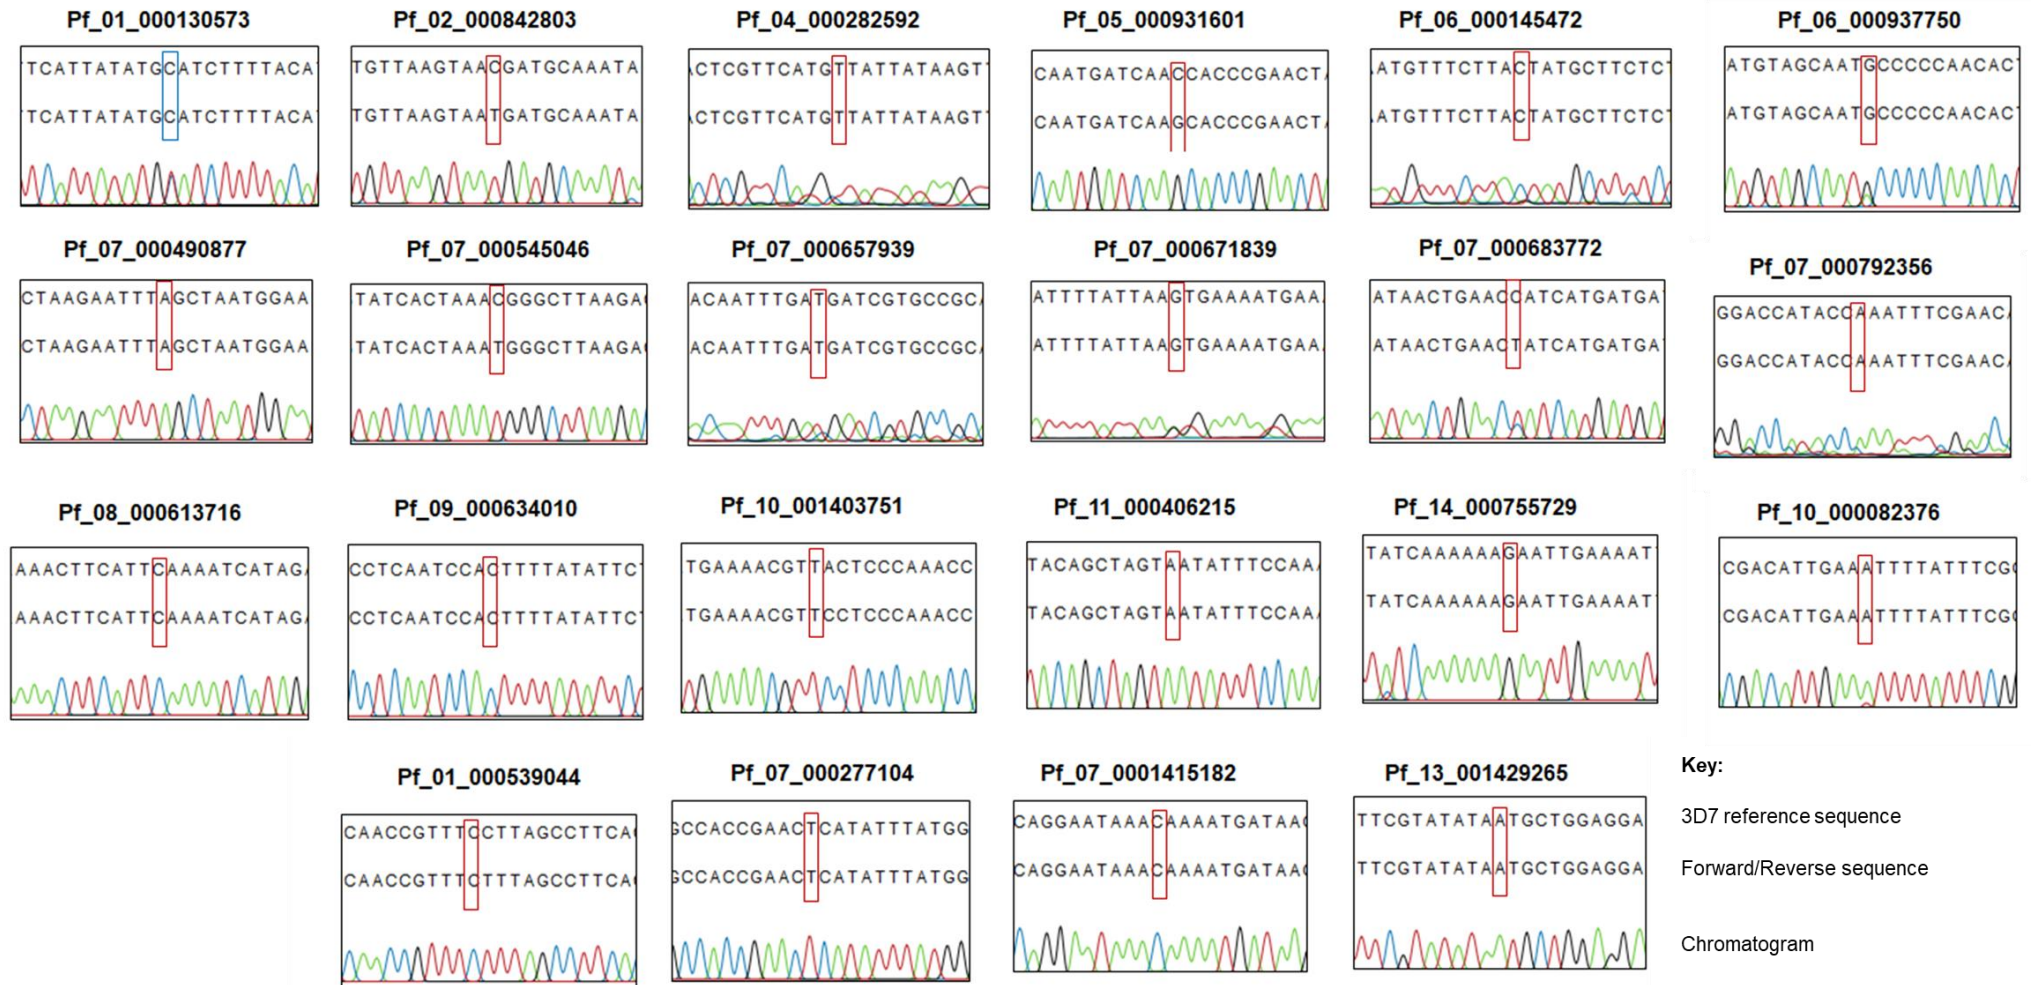 Pf_01_000130573
TCATTATATGCATCTTTTACA
TCATTATATGCATCTTTTACA
Pf_02_000842803
TGTTAAGTAACGATGCAAATA
TGTTAAGTAATGATGCAAATA
Pf_04_000282592
CTCGTTCATGTTATTATAAGT
CTCGTTCATGTTATTATAAGT
Pf_05_000931601
CAATGATCAACCACCCGAACT
CAATGATCAAGCACCCGAACT
Pf_06_000145472
ATGTTTCTTACTATGCTTCTC
ATGTTTCTTACTATGCTTCTC
Pf_06_000937750
ATGTAGCAATGCCCCCAACAC
ATGTAGCAATGCCCCCAACAC
Pf_07_000490877
CTAAGAATTTAGCTAATGGAA
CTAAGAATTTAGCTAATGGAA
Pf_07_000545046
TATCACTAAACGGGCTTAAGA
TATCACTAAATGGGCTTAAGA
Pf_07_000657939
ACAATTTGATGATCGTGCCGC
ACAATTTGATGATCGTGCCGC
Pf_07_000671839
ATTTTATTAAGTGAAAATGAA
ATTTTATTAAGTGAAAATGAA
Pf_07_000683772
ATAACTGAACCATCATGATGA
ATAACTGAACTATCATGATGA
Pf_07_000792356
GGACCATACCAAATTTCGAAC
GGACCATACCAAATTTCGAAC
Pf_08_000613716
AAACTTCATTCAAAATCATAG
AAACTTCATTCAAAATCATAG
Pf_09_000634010
CCTCAATCCACTTTTATATTC
CCTCAATCCACTTTTATATTC
Pf_10_001403751
TGAAAACGTTACTCCCAAACC
TGAAAACGTTCCTCCCAAACC
Pf_11_000406215
TACAGCTAGTAATATTTCCAA
TACAGCTAGTAATATTTCCAA
Pf_14_000755729
TATCAAAAAAGAATTGAAAAT
TATCAAAAAAGAATTGAAAAT
Pf_10_000082376
CGACATTGAAATTTTATTTCG
CGACATTGAAATTTTATTTCG
Pf_01_000539044
CAACCGTTTCCTTAGCCTTCA
CAACCGTTTCTTTAGCCTTCA
Pf_07_000277104
GCCACCGAACTCATATTTATGG
GCCACCGAACTCATATTTATGG
Pf_07_0001415182
CAGGAATAAACAAAATGATAA
CAGGAATAAACAAAATGATAA
Pf_13_001429265
TTCGTATATAATGCTGGAGGA
TTCGTATATAATGCTGGAGGA
Key:
3D7 reference sequence
Forward/Reverse sequence
Chromatogram